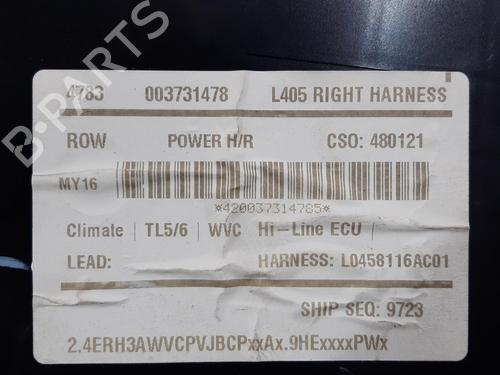 4783 003731478 L405 RIGHT HARNESS
ROW POWER H/R CSO: 480121
MY16
*420037314785*
Climate | TL5/6 | WVC Hi-Line ECU |
LEAD: HARNESS: L0458116AC01
SHIP SEQ: 9723
2.4ERH3AWVCPVJBCPxxAx.9HExxxxPWx
B-PARTS